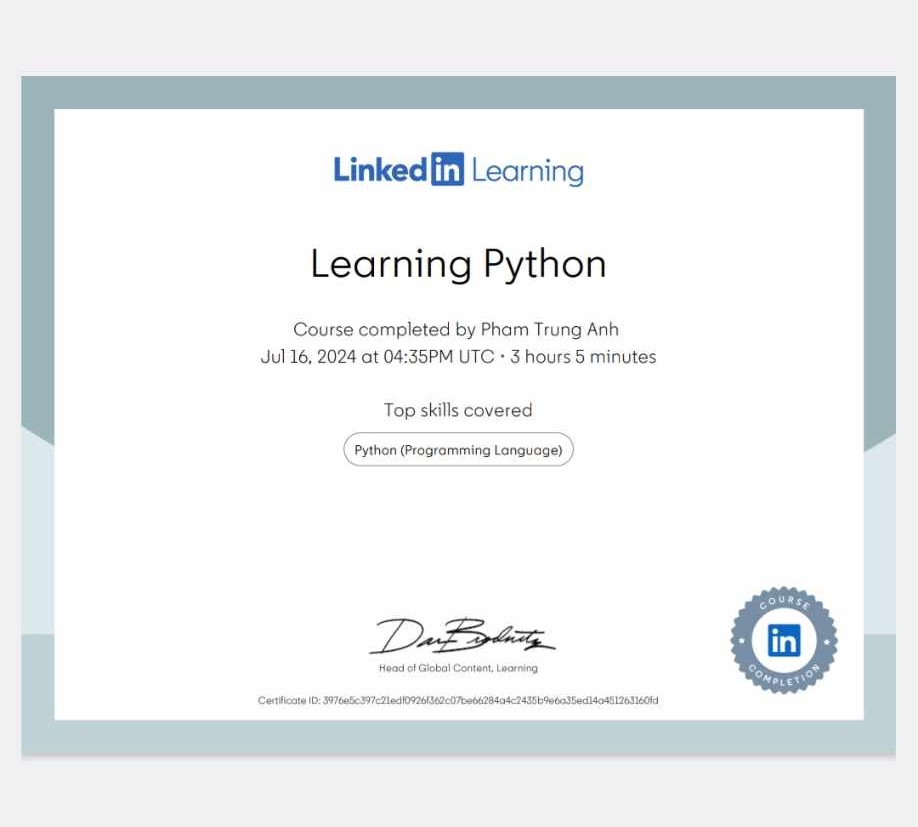 Linked in Learning
Learning Python
Course completed by Pham Trung Anh
Jul 16, 2024 at 04:35PM UTC • 3 hours 5 minutes
Top skills covered
Python (Programming Language)
Head of Global Content, Learning
Certificate ID: 3976e5c397c21edf0926f362c07be66284a4c2435b9e6a35ed14a451263160fd
COURSE
in
COMPLETION